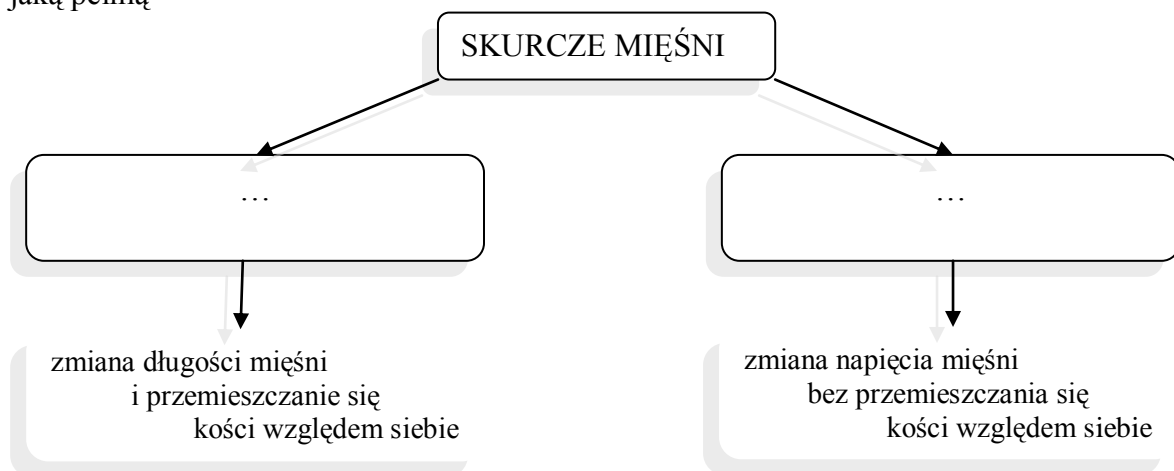 jaką pełnią
SKURCZE MIĘŚNI
…
…
zmiana długości mięśni
i przemieszczanie się
kości względem siebie
zmiana napięcia mięśni
bez przemieszczania się
kości względem siebie